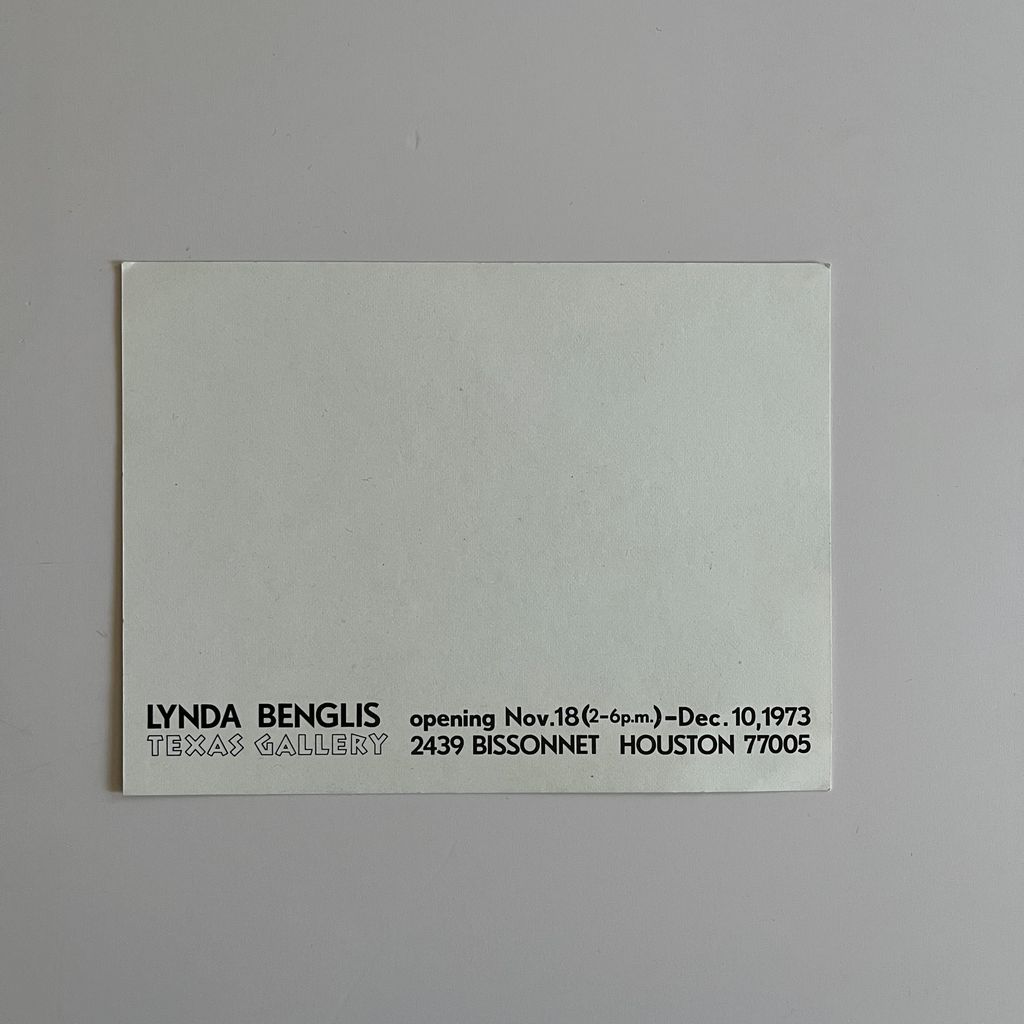 LYNDA BENGLIS opening Nov.18 (2-6p.m.)-Dec.10,1973
TEXAS GALLERY 2439 BISSONNET HOUSTON 77005